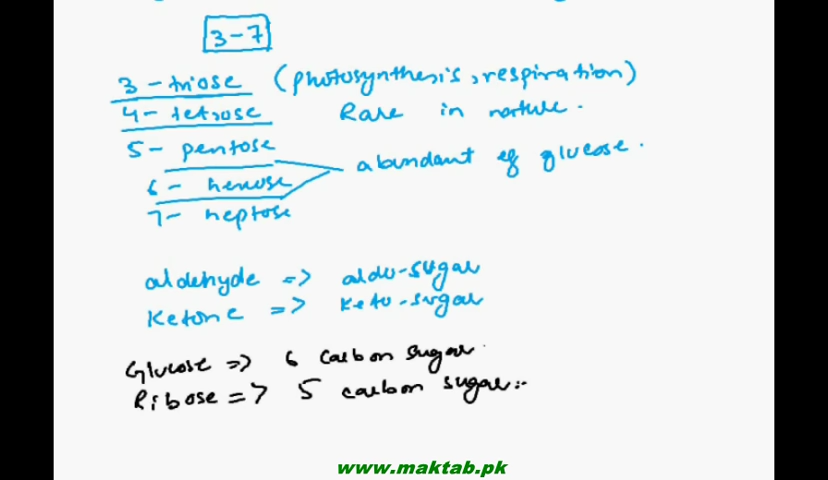 3-7
3 - triose (photosynthesis, respiration)
4 - tetrose Rare in nature.
5 - pentose
abundant eg glucose.
6 - hexose
7 - heptose
aldehyde => aldo-sugar
Ketone => Keto-sugar
Glucose => 6 carbon sugar.
Ribose => 5 carbon sugar:-
www.maktab.pk